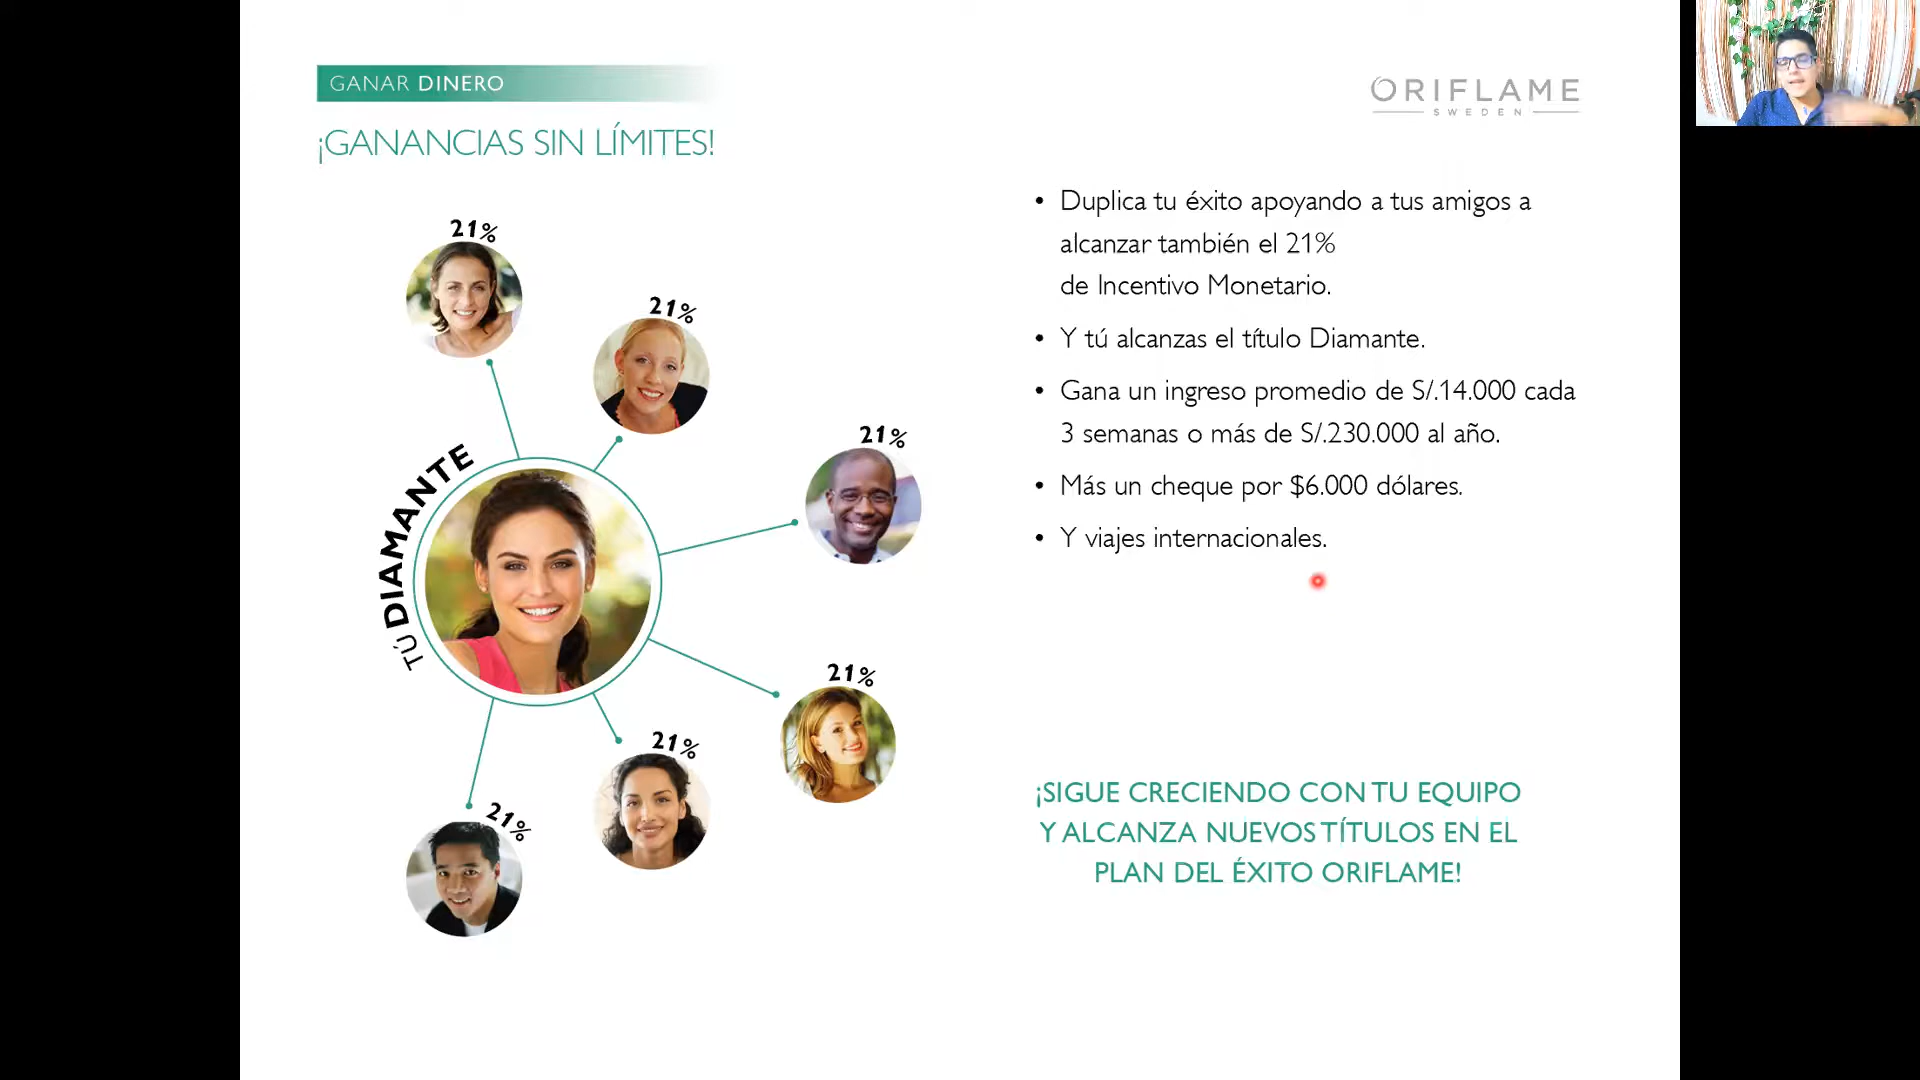 GANAR DINERO
¡GANANCIAS SIN LÍMITES!
ORIFLAME
SWEDEN
21%
21%
21%
TÚ DIAMANTE
21%
21%
21%
• Duplica tu éxito apoyando a tus amigos a
alcanzar también el 21%
de Incentivo Monetario.
• Y tú alcanzas el título Diamante.
• Gana un ingreso promedio de S/.14.000 cada
3 semanas o más de S/.230.000 al año.
• Más un cheque por $6.000 dólares.
• Y viajes internacionales.
¡SIGUE CRECIENDO CON TU EQUIPO
Y ALCANZA NUEVOS TÍTULOS EN EL
PLAN DEL ÉXITO ORIFLAME!